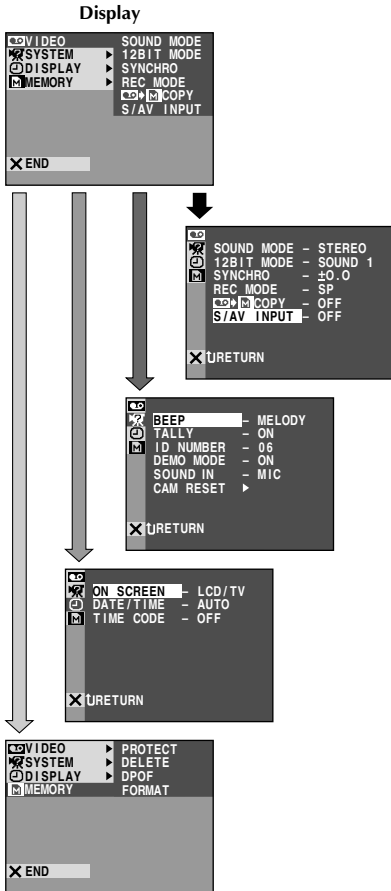 Display
VIDEO SOUND MODE
SYSTEM 12BIT MODE
DISPLAY SYNCHRO
MEMORY REC MODE
COPY
S/AV INPUT
END
SOUND MODE – STEREO
12BIT MODE – SOUND 1
SYNCHRO – ±0.0
REC MODE – SP
M COPY – OFF
S/AV INPUT – OFF
RETURN
BEEP – MELODY
TALLY – ON
ID NUMBER – 06
DEMO MODE – ON
SOUND IN – MIC
CAM RESET
RETURN
ON SCREEN – LCD/TV
DATE/TIME – AUTO
TIME CODE – OFF
RETURN
VIDEO PROTECT
SYSTEM DELETE
DISPLAY DPOF
MEMORY FORMAT
END